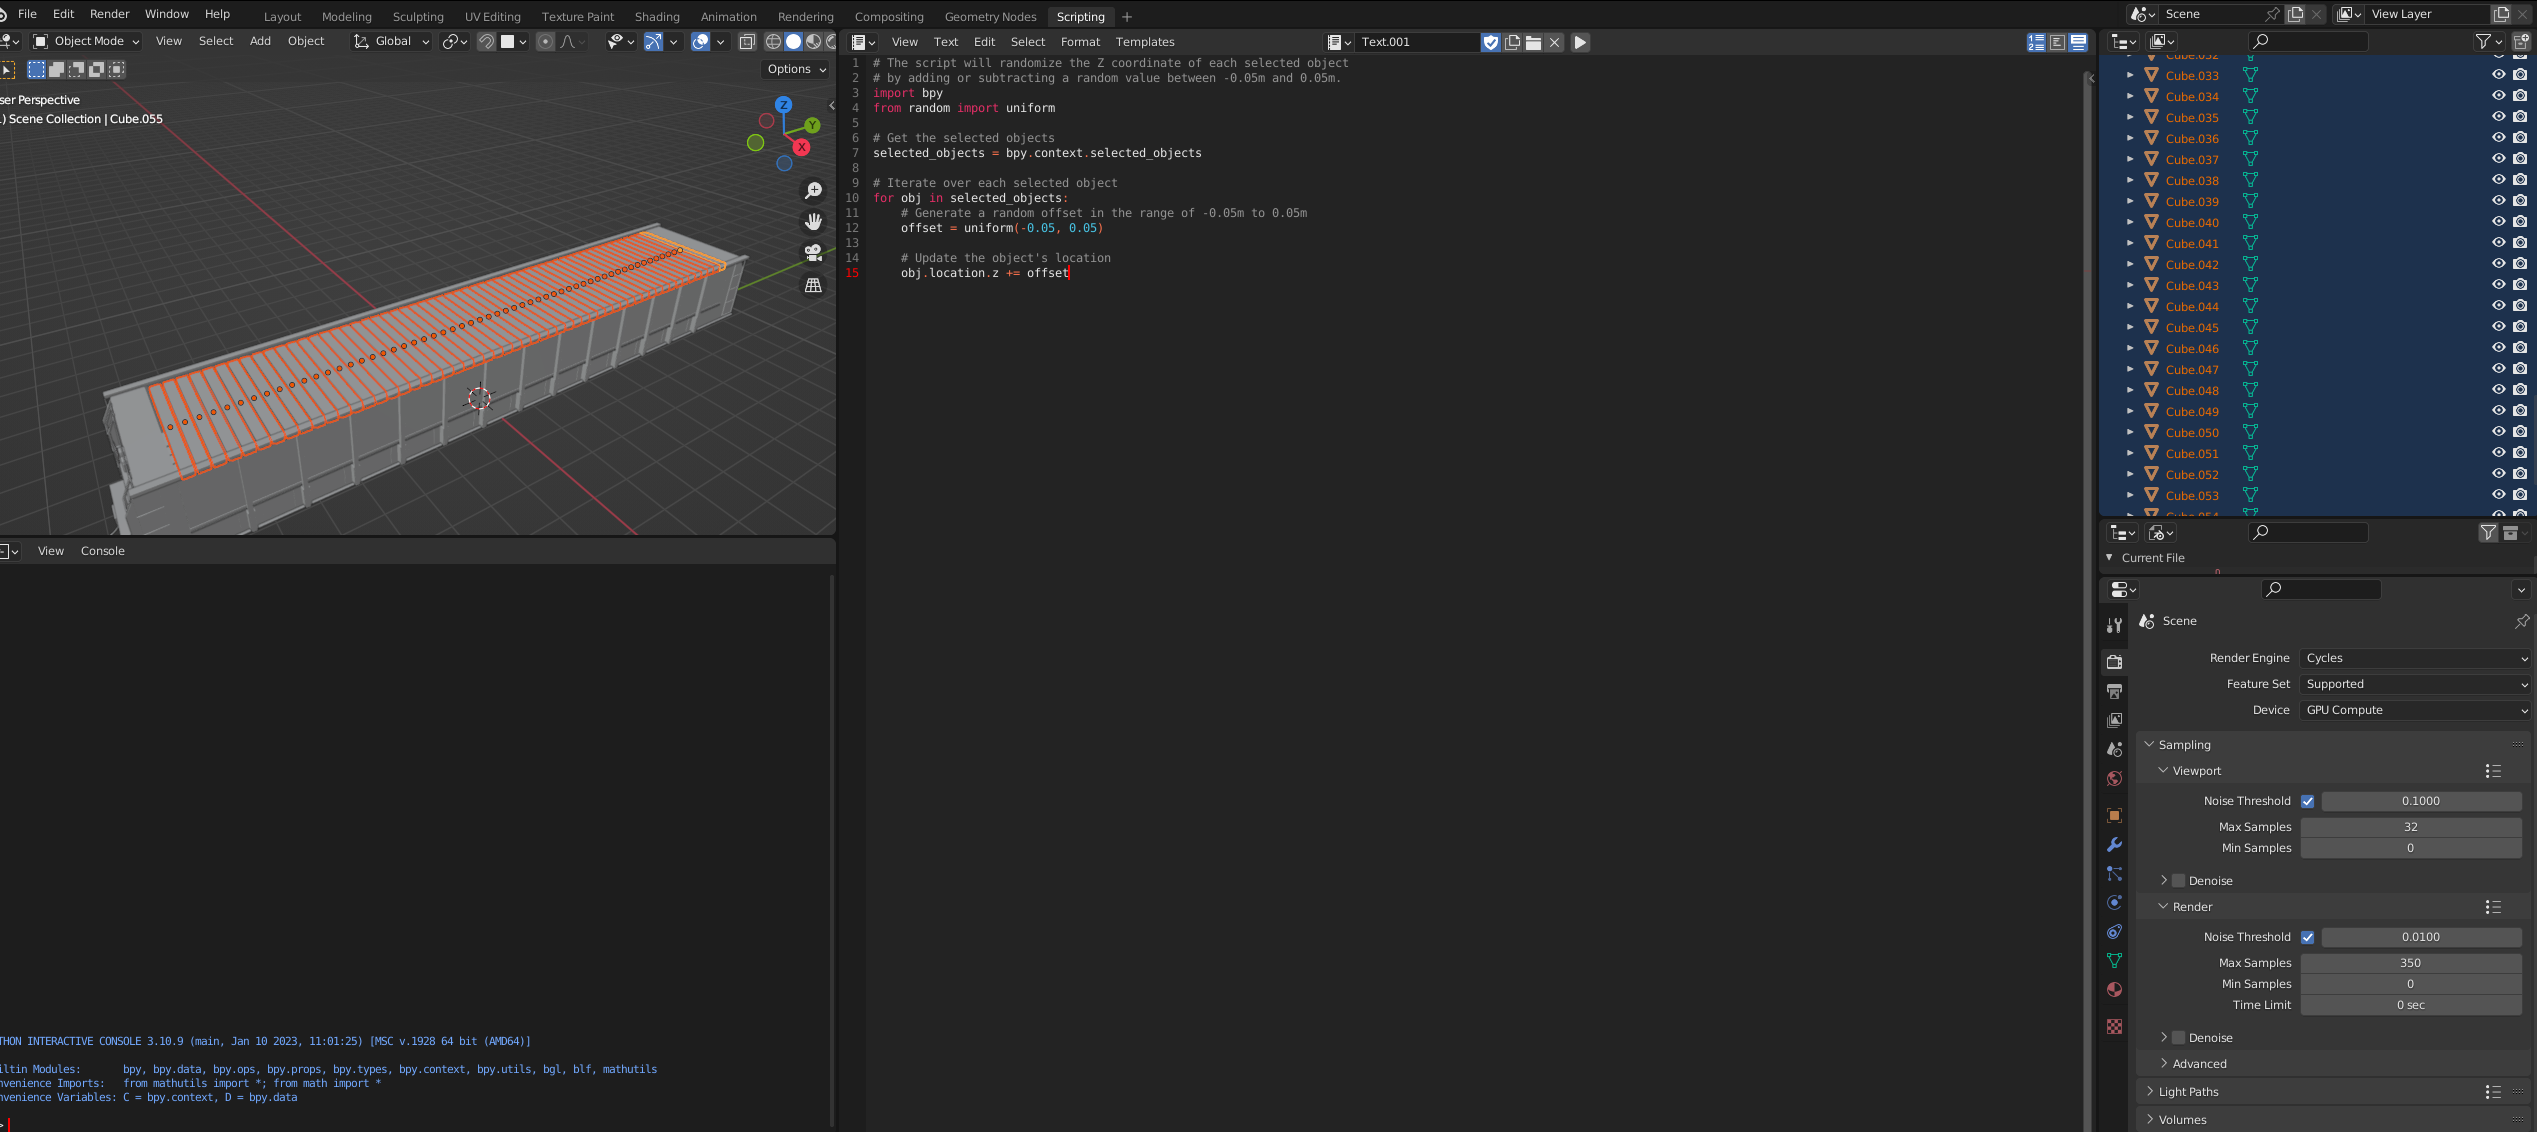 File Edit Render Window Help Layout Modeling Sculpting UV Editing Texture Paint Shading Animation Rendering Compositing Geometry Nodes Scripting + Scene View Layer
Object Mode View Select Add Object Global
Options
ser Perspective
) Scene Collection | Cube.055
Z
Y
X
View Text Edit Select Format Templates Text.001
1 # The script will randomize the Z coordinate of each selected object
2 # by adding or subtracting a random value between -0.05m and 0.05m.
3 import bpy
4 from random import uniform
5
6 # Get the selected objects
7 selected_objects = bpy.context.selected_objects
8
9 # Iterate over each selected object
10 for obj in selected_objects:
11 # Generate a random offset in the range of -0.05m to 0.05m
12 offset = uniform(-0.05, 0.05)
13
14 # Update the object's location
15 obj.location.z += offset
Cube.033
Cube.034
Cube.035
Cube.036
Cube.037
Cube.038
Cube.039
Cube.040
Cube.041
Cube.042
Cube.043
Cube.044
Cube.045
Cube.046
Cube.047
Cube.048
Cube.049
Cube.050
Cube.051
Cube.052
Cube.053
View Console
THON INTERACTIVE CONSOLE 3.10.9 (main, Jan 10 2023, 11:01:25) [MSC v.1928 64 bit (AMD64)]
iltin Modules: bpy, bpy.data, bpy.ops, bpy.props, bpy.types, bpy.context, bpy.utils, bgl, blf, mathutils
nvenience Imports: from mathutils import *; from math import *
nvenience Variables: C = bpy.context, D = bpy.data
Current File
Scene
Render Engine Cycles
Feature Set Supported
Device GPU Compute
Sampling
Viewport
Noise Threshold 0.1000
Max Samples 32
Min Samples 0
Denoise
Render
Noise Threshold 0.0100
Max Samples 350
Min Samples 0
Time Limit 0 sec
Denoise
Advanced
Light Paths
Volumes